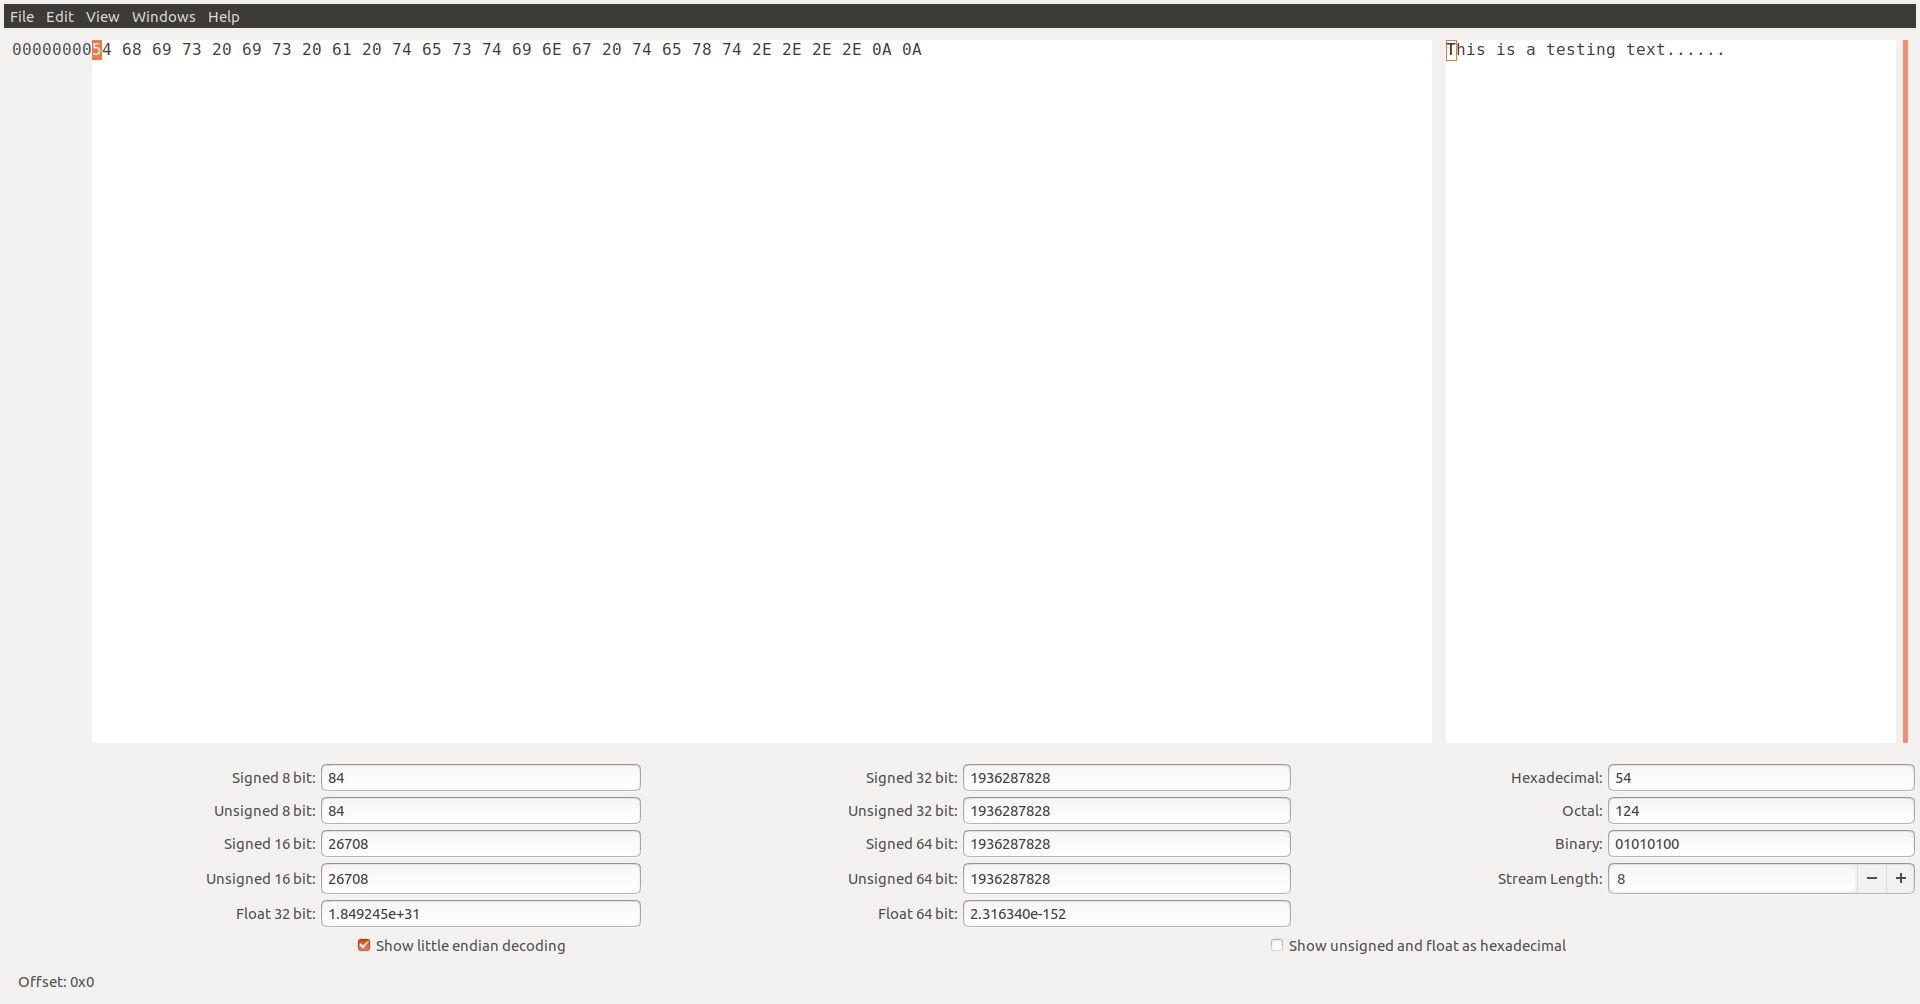 File Edit View Windows Help
00000000 54 68 69 73 20 69 73 20 61 20 74 65 73 74 69 6E 67 20 74 65 78 74 2E 2E 2E 2E 0A 0A This is a testing text......
Signed 8 bit: 84 Signed 32 bit: 1936287828 Hexadecimal: 54
Unsigned 8 bit: 84 Unsigned 32 bit: 1936287828 Octal: 124
Signed 16 bit: 26708 Signed 64 bit: 1936287828 Binary: 01010100
Unsigned 16 bit: 26708 Unsigned 64 bit: 1936287828 Stream Length: 8 − +
Float 32 bit: 1.849245e+31 Float 64 bit: 2.316340e-152
Show little endian decoding Show unsigned and float as hexadecimal
Offset: 0x0